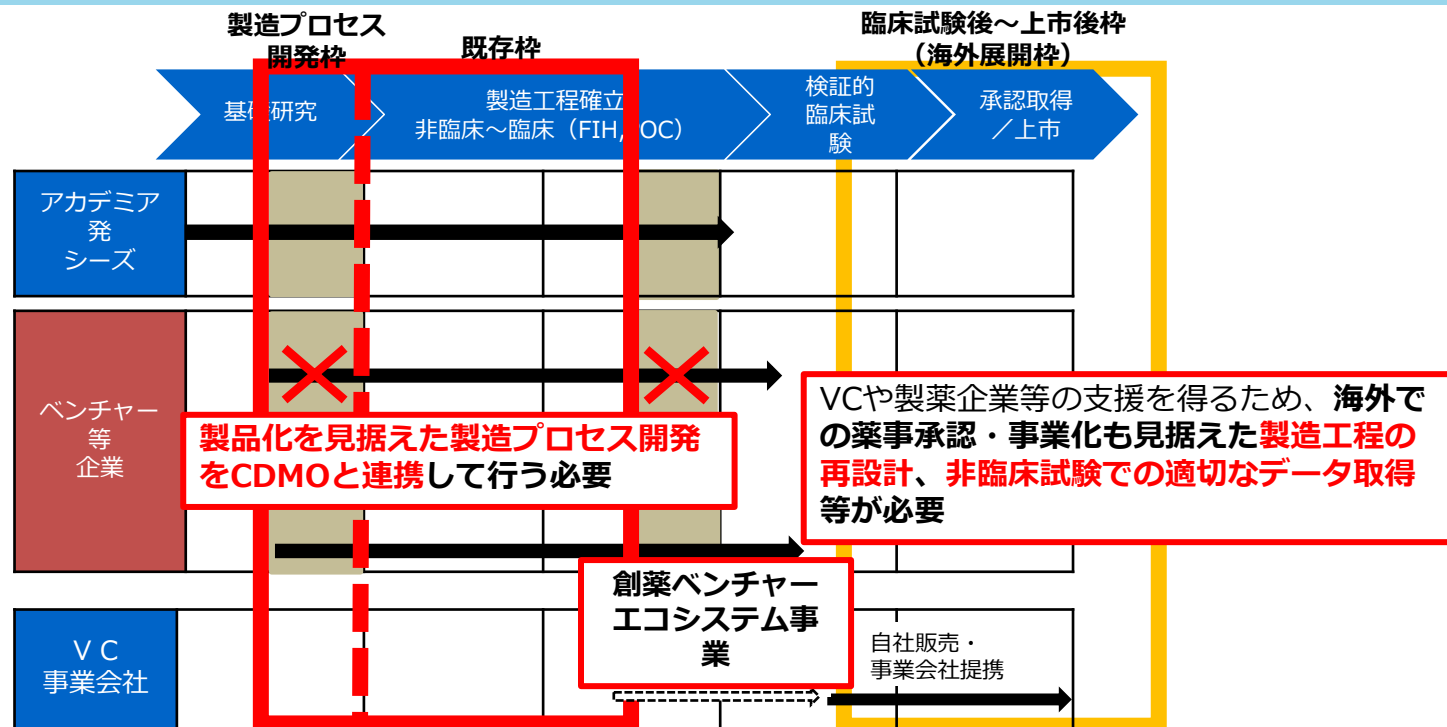 製造プロセス
開発枠
既存枠
臨床試験後～上市後枠
（海外展開枠）
基礎研究
製造工程確立
非臨床～臨床（FIH, POC）
検証的
臨床試
験
承認取得
／上市
アカデミア
発
シーズ
ベンチャー
等
企業
製品化を見据えた製造プロセス開発
をCDMOと連携して行う必要
VCや製薬企業等の支援を得るため、海外で
の薬事承認・事業化も見据えた製造工程の
再設計、非臨床試験での適切なデータ取得
等が必要
創薬ベンチャー
エコシステム事
業
ＶＣ
事業会社
自社販売・
事業会社提携